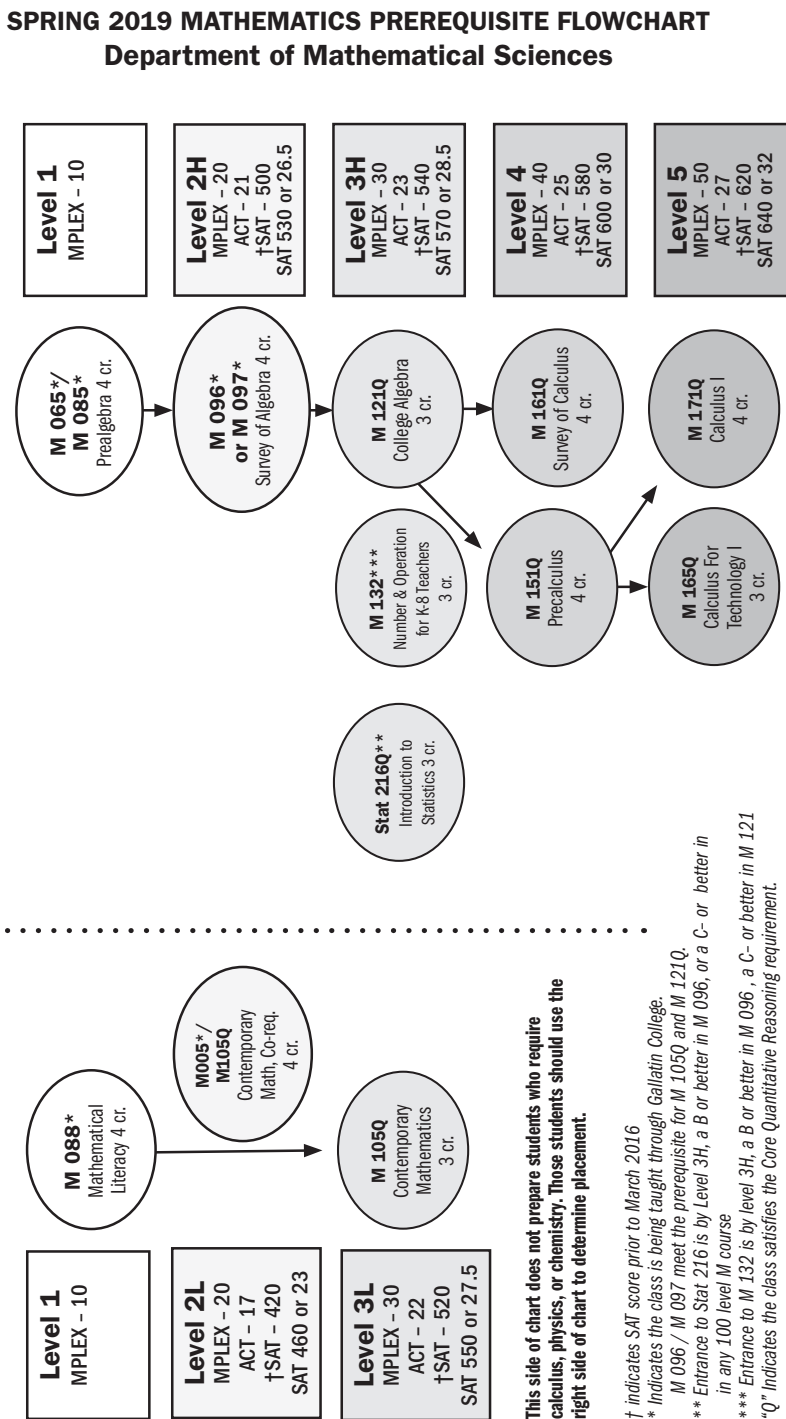 SPRING 2019 MATHEMATICS PREREQUISITE FLOWCHART
Department of Mathematical Sciences
Level 1
MPLEX – 10
Level 2L
MPLEX – 20
ACT – 17
†SAT – 420
SAT 460 or 23
Level 3L
MPLEX – 30
ACT – 22
†SAT – 520
SAT 550 or 27.5
M 088*
Mathematical
Literacy 4 cr.
M005*/
M105Q
Contemporary
Math, Co-req.
4 cr.
M 105Q
Contemporary
Mathematics
3 cr.
This side of chart does not prepare students who require
calculus, physics, or chemistry. Those students should use the
right side of chart to determine placement.
Stat 216Q**
Introduction to
Statistics 3 cr.
M 065*/
M 085*
Prealgebra 4 cr.
M 096*
or M 097*
Survey of Algebra 4 cr.
M 132***
Number & Operation
for K-8 Teachers
3 cr.
M 121Q
College Algebra
3 cr.
M 151Q
Precalculus
4 cr.
M 161Q
Survey of Calculus
4 cr.
M 165Q
Calculus For
Technology I
3 cr.
M 171Q
Calculus I
4 cr.
Level 1
MPLEX – 10
Level 2H
MPLEX – 20
ACT – 21
†SAT – 500
SAT 530 or 26.5
Level 3H
MPLEX – 30
ACT – 23
†SAT – 540
SAT 570 or 28.5
Level 4
MPLEX – 40
ACT – 25
†SAT – 580
SAT 600 or 30
Level 5
MPLEX – 50
ACT – 27
†SAT – 620
SAT 640 or 32
† indicates SAT score prior to March 2016
* Indicates the class is being taught through Gallatin College.
M 096 / M 097 meet the prerequisite for M 105Q and M 121Q.
** Entrance to Stat 216 is by Level 3H, a B or better in M 096, or a C- or better in
in any 100 level M course
*** Entrance to M 132 is by level 3H, a B or better in M 096 , a C– or better in M 121
"Q" Indicates the class satisfies the Core Quantitative Reasoning requirement.